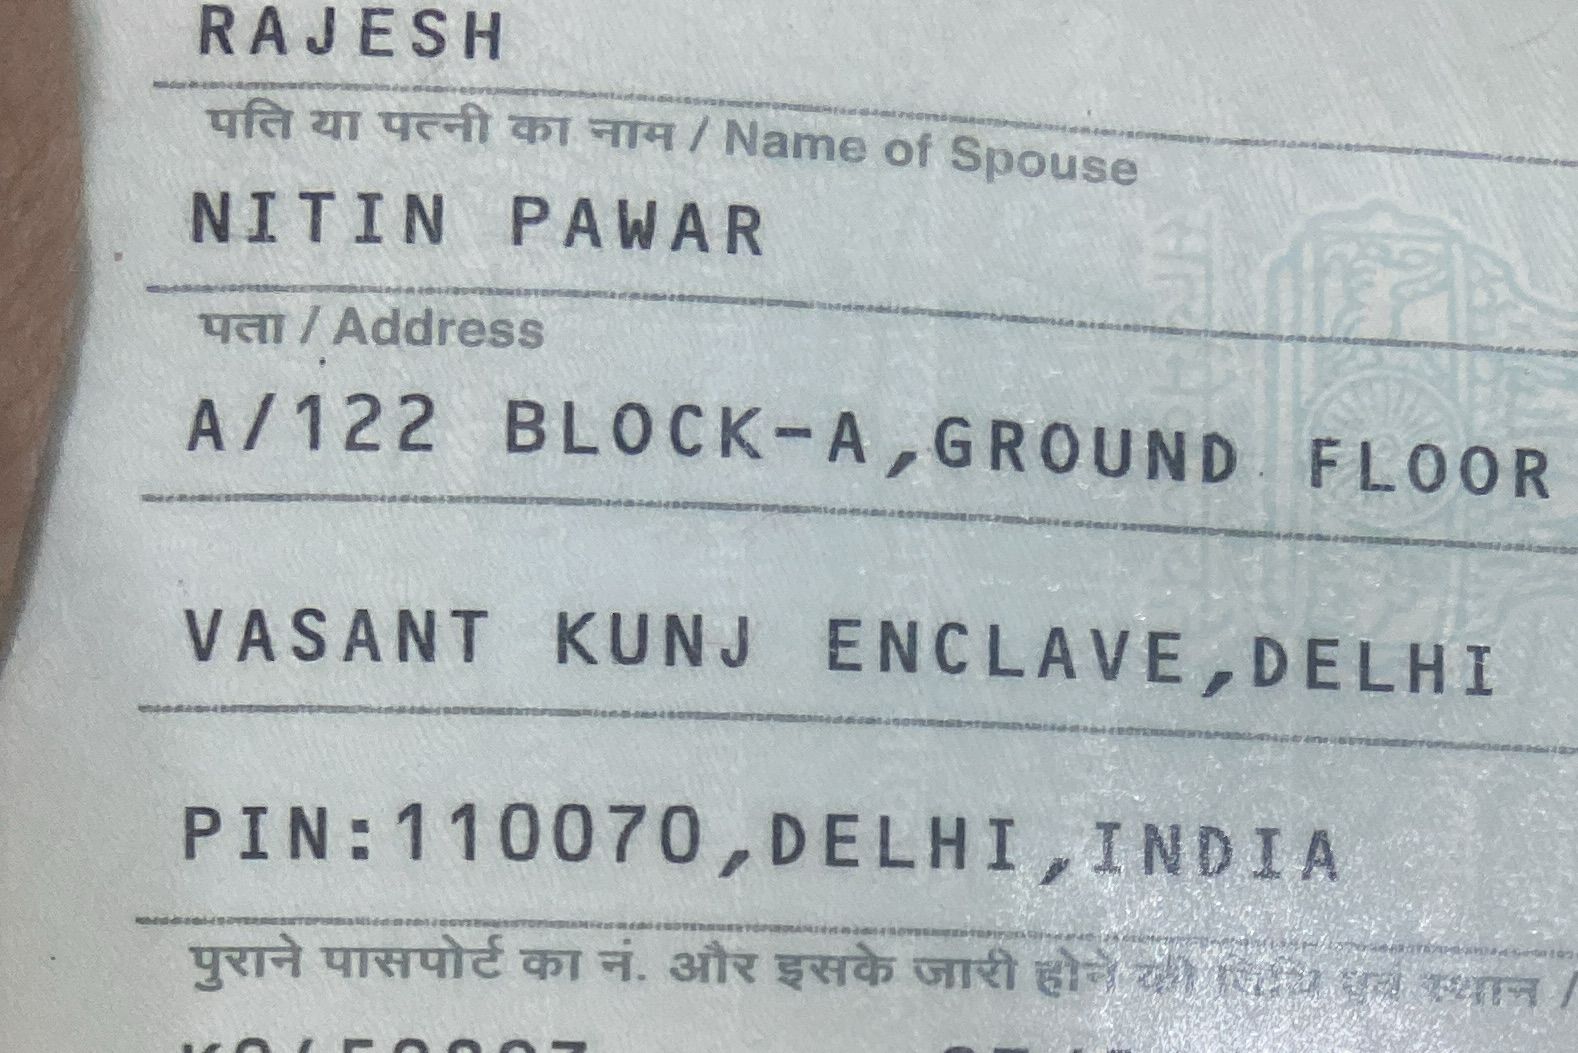 RAJESH
पति या पत्नी का नाम / Name of Spouse
NITIN PAWAR
पता / Address
A/122 BLOCK-A,GROUND FLOOR
VASANT KUNJ ENCLAVE,DELHI
PIN:110070,DELHI,INDIA
पुराने पासपोर्ट का नं. और इसके जारी होने की तिथि एवं स्थान /